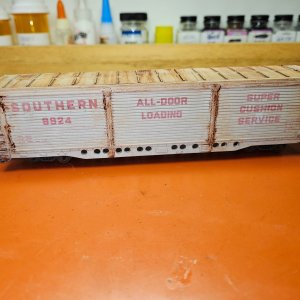 SOUTHERN
8924
ALL-DOOR
LOADING
SUPER
CUSHION
SERVICE